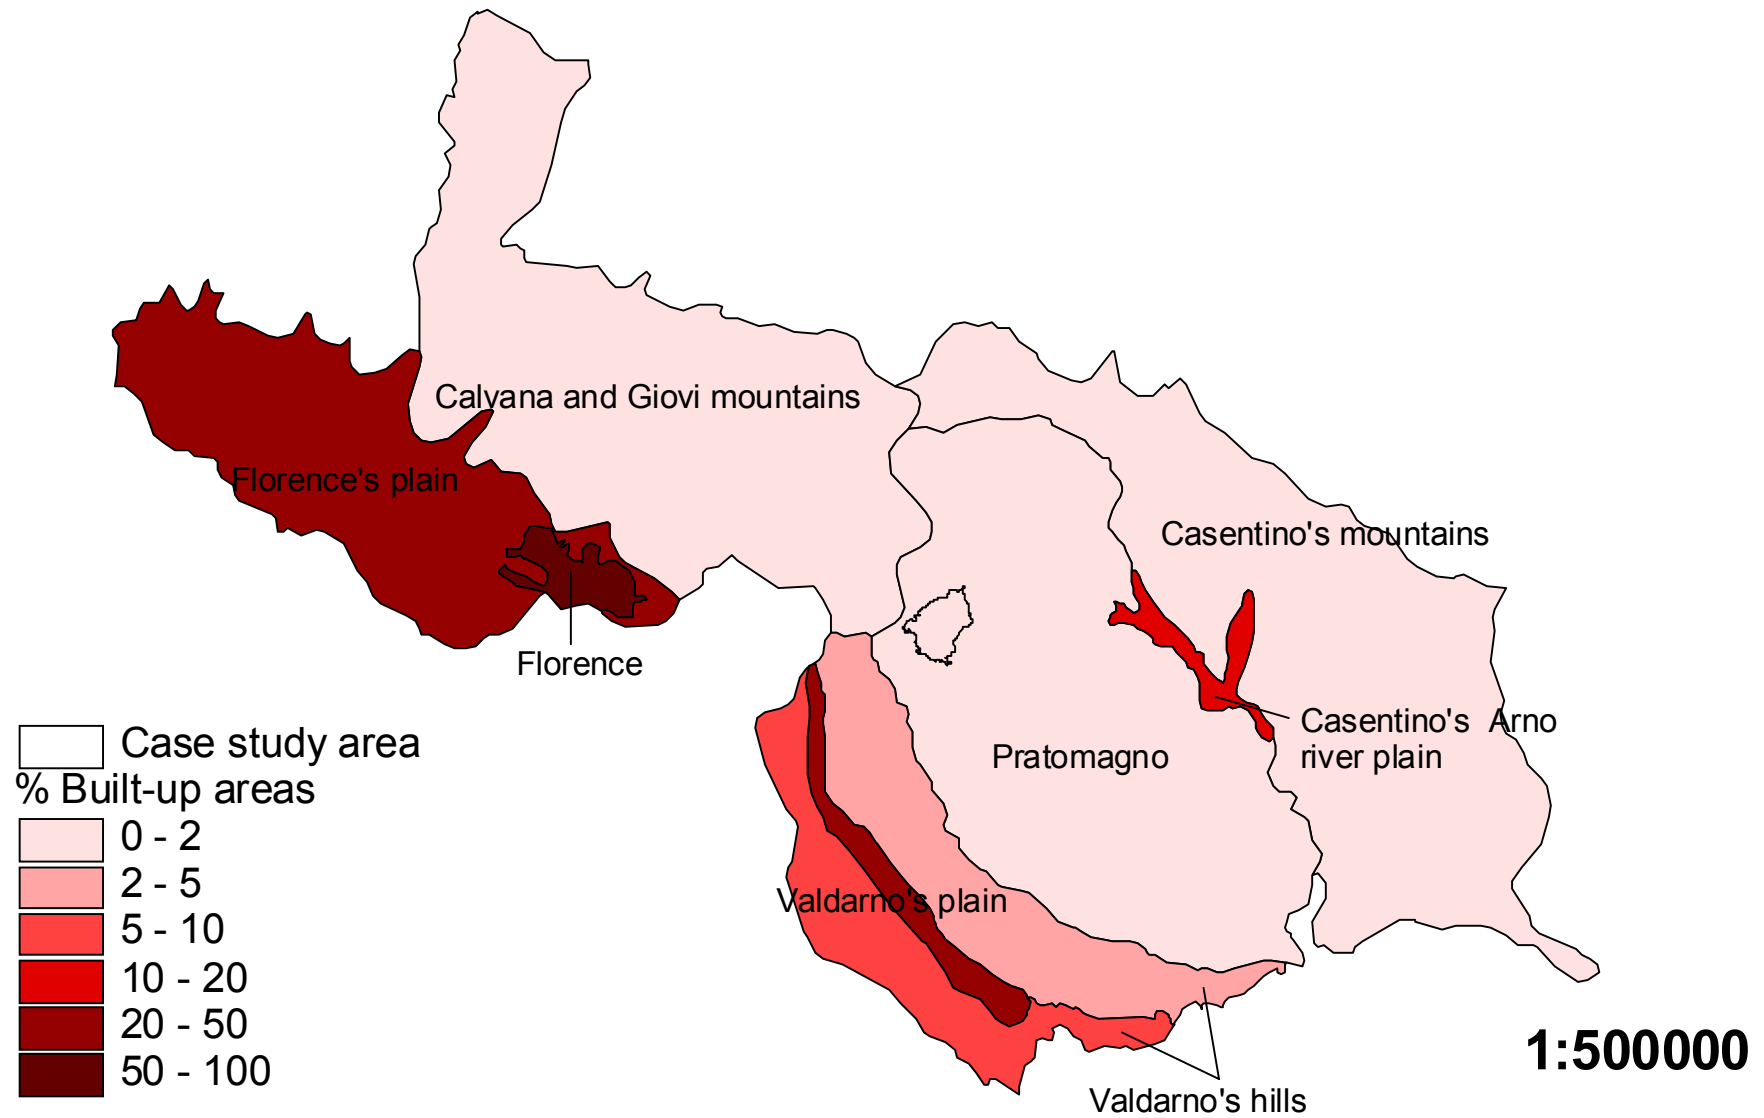 Calvana and Giovi mountains
Florence's plain
Casentino's mountains
Florence
Casentino's Arno
river plain
Pratomagno
Valdarno's plain
Valdarno's hills
Case study area
% Built-up areas
0 - 2
2 - 5
5 - 10
10 - 20
20 - 50
50 - 100
1:500000